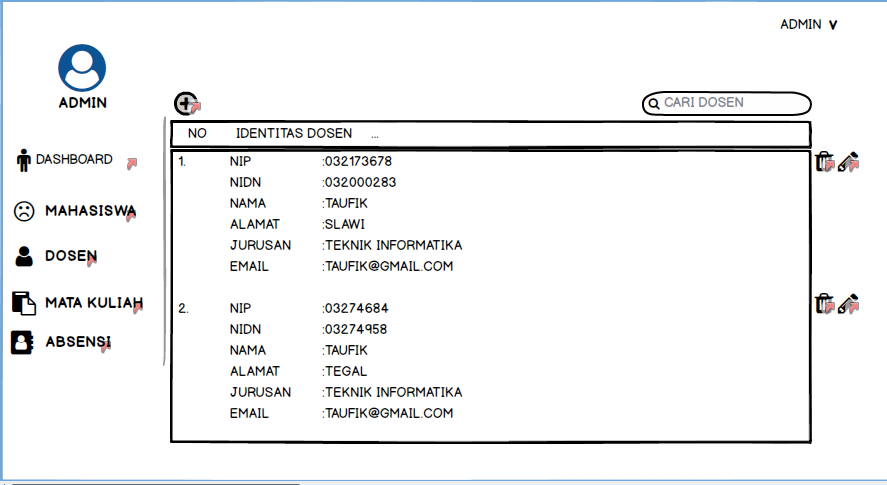 ADMIN
ADMIN
CARI DOSEN
NO IDENTITAS DOSEN ...
DASHBOARD
MAHASISWA
DOSEN
MATA KULIAH
ABSENSI
1. NIP :032173678
NIDN :032000283
NAMA :TAUFIK
ALAMAT :SLAWI
JURUSAN :TEKNIK INFORMATIKA
EMAIL :TAUFIK@GMAIL.COM
2. NIP :03274684
NIDN :03274958
NAMA :TAUFIK
ALAMAT :TEGAL
JURUSAN :TEKNIK INFORMATIKA
EMAIL :TAUFIK@GMAIL.COM